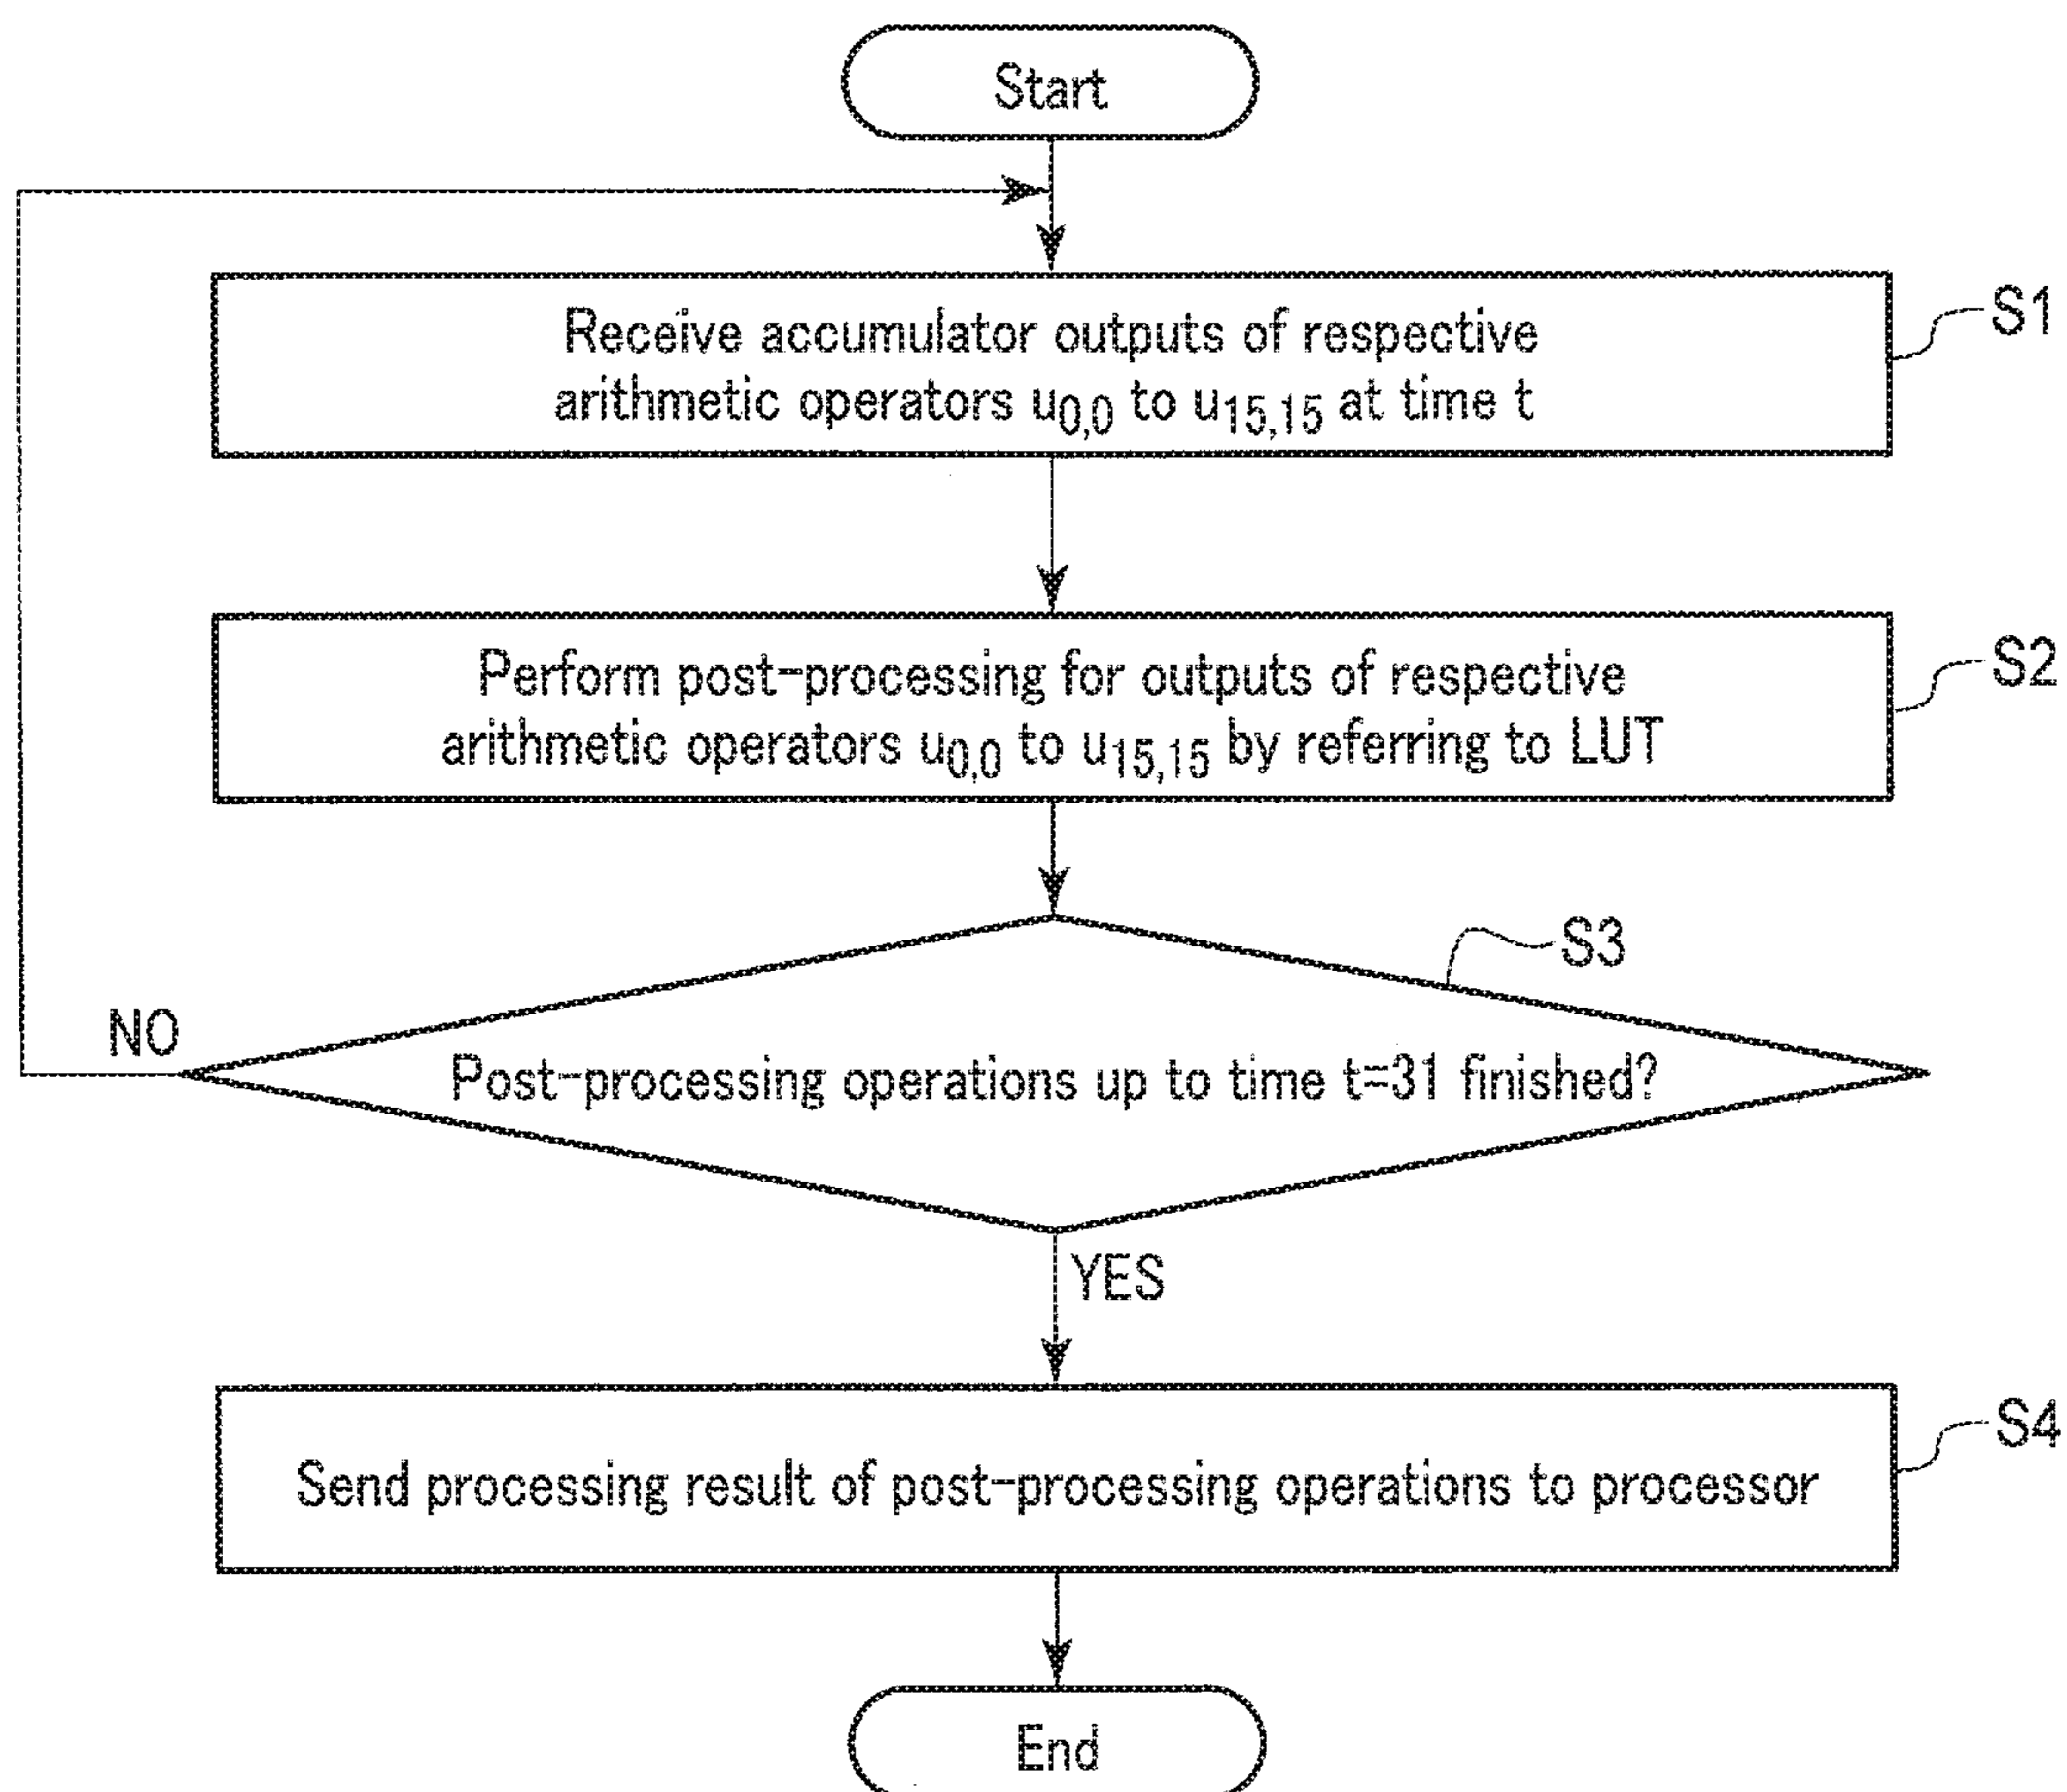 Start
Receive accumulator outputs of respective
arithmetic operators u0,0 to u15,15 at time t
S1
Perform post-processing for outputs of respective
arithmetic operators u0,0 to u15,15 by referring to LUT
S2
S3
NO
Post-processing operations up to time t=31 finished?
YES
Send processing result of post-processing operations to processor
S4
End